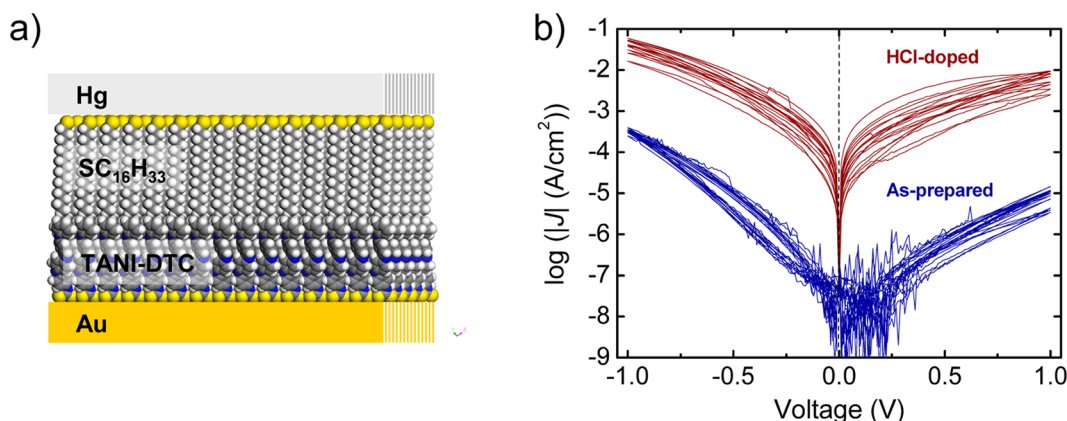 a)
Hg
SC₁₆H₃₃
TANI-DTC
Au
b)
log (|J| (A/cm²)
-1
-2
-3
-4
-5
-6
-7
-8
-9
HCl-doped
As-prepared
-1.0 -0.5 0.0 0.5 1.0
Voltage (V)